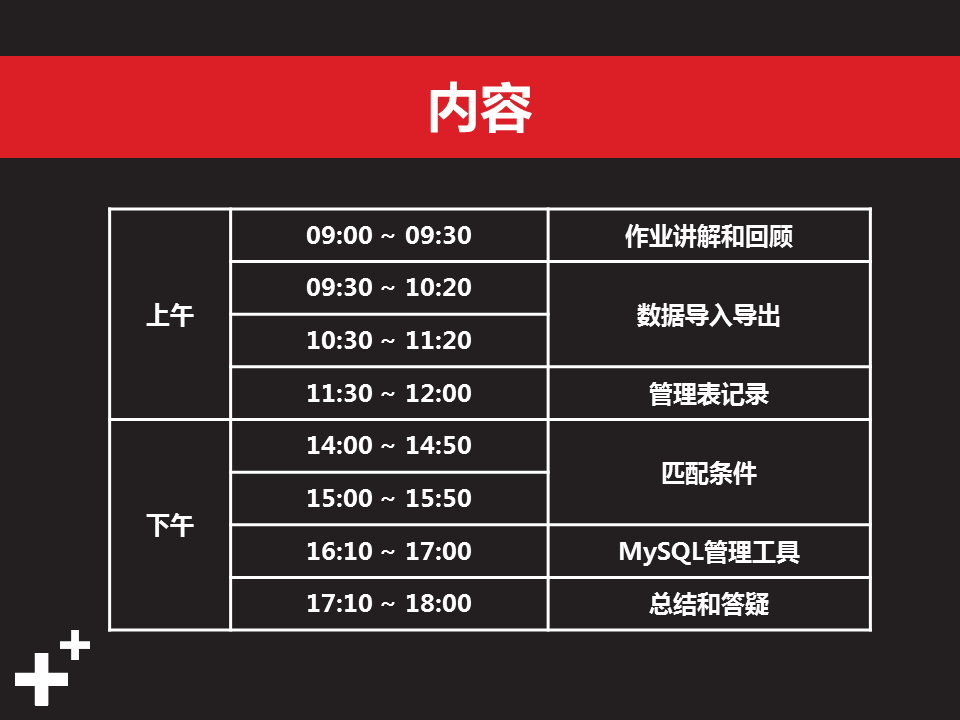 内容
上午
09:00 ~ 09:30
作业讲解和回顾
09:30 ~ 10:20
数据导入导出
10:30 ~ 11:20
11:30 ~ 12:00
管理表记录
下午
14:00 ~ 14:50
匹配条件
15:00 ~ 15:50
16:10 ~ 17:00
MySQL管理工具
17:10 ~ 18:00
总结和答疑